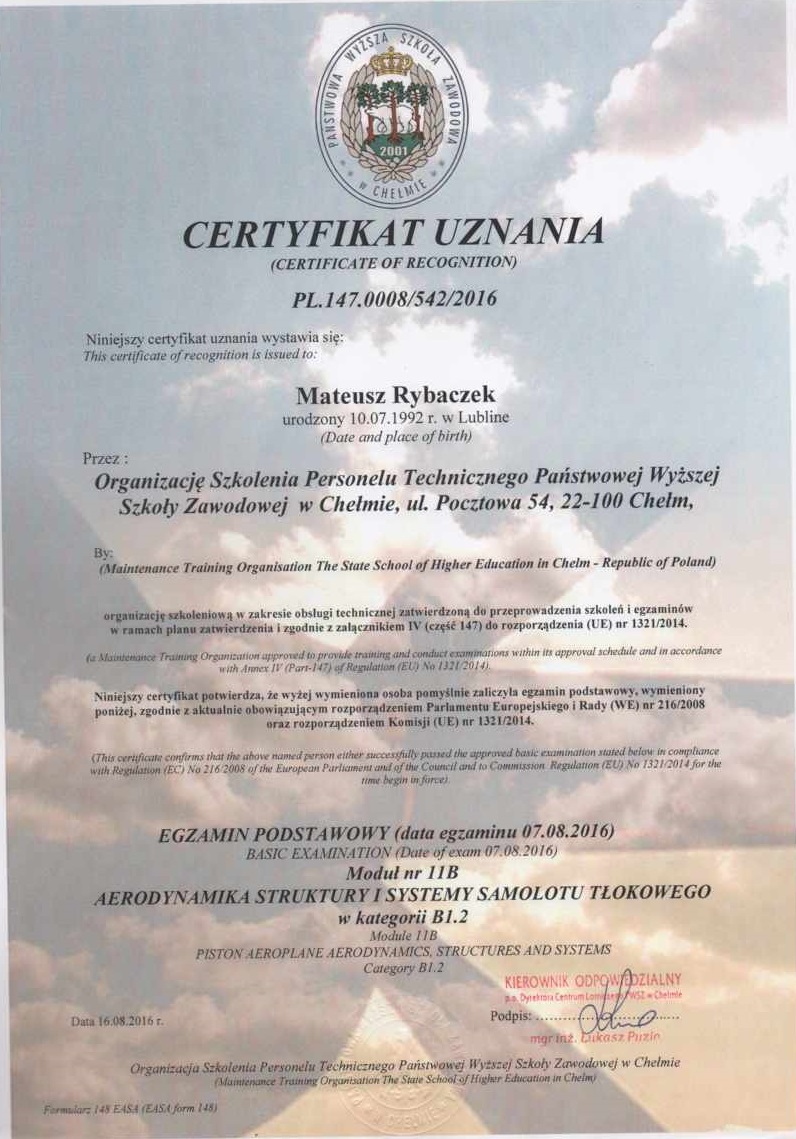 PAŃSTWOWA WYŻSZA SZKOŁA ZAWODOWA
2001
W CHEŁMIE
CERTYFIKAT UZNANIA
(CERTIFICATE OF RECOGNITION)
PL.147.0008/542/2016
Niniejszy certyfikat uznania wystawia się:
This certificate of recognition is issued to:
Mateusz Rybaczek
urodzony 10.07.1992 r. w Lubline
(Date and place of birth)
Przez :
Organizację Szkolenia Personelu Technicznego Państwowej Wyższej
Szkoły Zawodowej w Chełmie, ul. Pocztowa 54, 22-100 Chełm,
By:
(Maintenance Training Organisation The State School of Higher Education in Chelm - Republic of Poland)
organizację szkoleniową w zakresie obsługi technicznej zatwierdzoną do przeprowadzenia szkoleń i egzaminów
w ramach planu zatwierdzenia i zgodnie z załącznikiem IV (część 147) do rozporządzenia (UE) nr 1321/2014.
(a Maintenance Training Organization approved to provide training and conduct examinations within its approval schedule and in accordance
with Annex IV (Part-147) of Regulation (EU) No 1321/2014).
Niniejszy certyfikat potwierdza, że wyżej wymieniona osoba pomyślnie zaliczyła egzamin podstawowy, wymieniony
poniżej, zgodnie z aktualnie obowiązującym rozporządzeniem Parlamentu Europejskiego i Rady (WE) nr 216/2008
oraz rozporządzeniem Komisji (UE) nr 1321/2014.
(This certificate confirms that the above named person either successfully passed the approved basic examination stated below in compliance
with Regulation (EC) No 216/2008 of the European Parliament and of the Council and to Commission Regulation (EU) No 1321/2014 for the
time begin in force).
EGZAMIN PODSTAWOWY (data egzaminu 07.08.2016)
BASIC EXAMINATION (Date of exam 07.08.2016)
Moduł nr 11B
AERODYNAMIKA STRUKTURY I SYSTEMY SAMOLOTU TŁOKOWEGO
w kategorii B1.2
Module 11B
PISTON AEROPLANE AERODYNAMICS, STRUCTURES AND SYSTEMS
Category B1.2
KIEROWNIK ODPOWIEDZIALNY
p.o. Dyrektora Centrum PWSZ w Chełmie
Data 16.08.2016 r.
Podpis:
mgr inż. Łukasz Puzio
Organizacja Szkolenia Personelu Technicznego Państwowej Wyższej Szkoły Zawodowej w Chełmie
(Maintenance Training Organisation The State School of Higher Education in Chelm)
Formularz 148 EASA (EASA form 148)